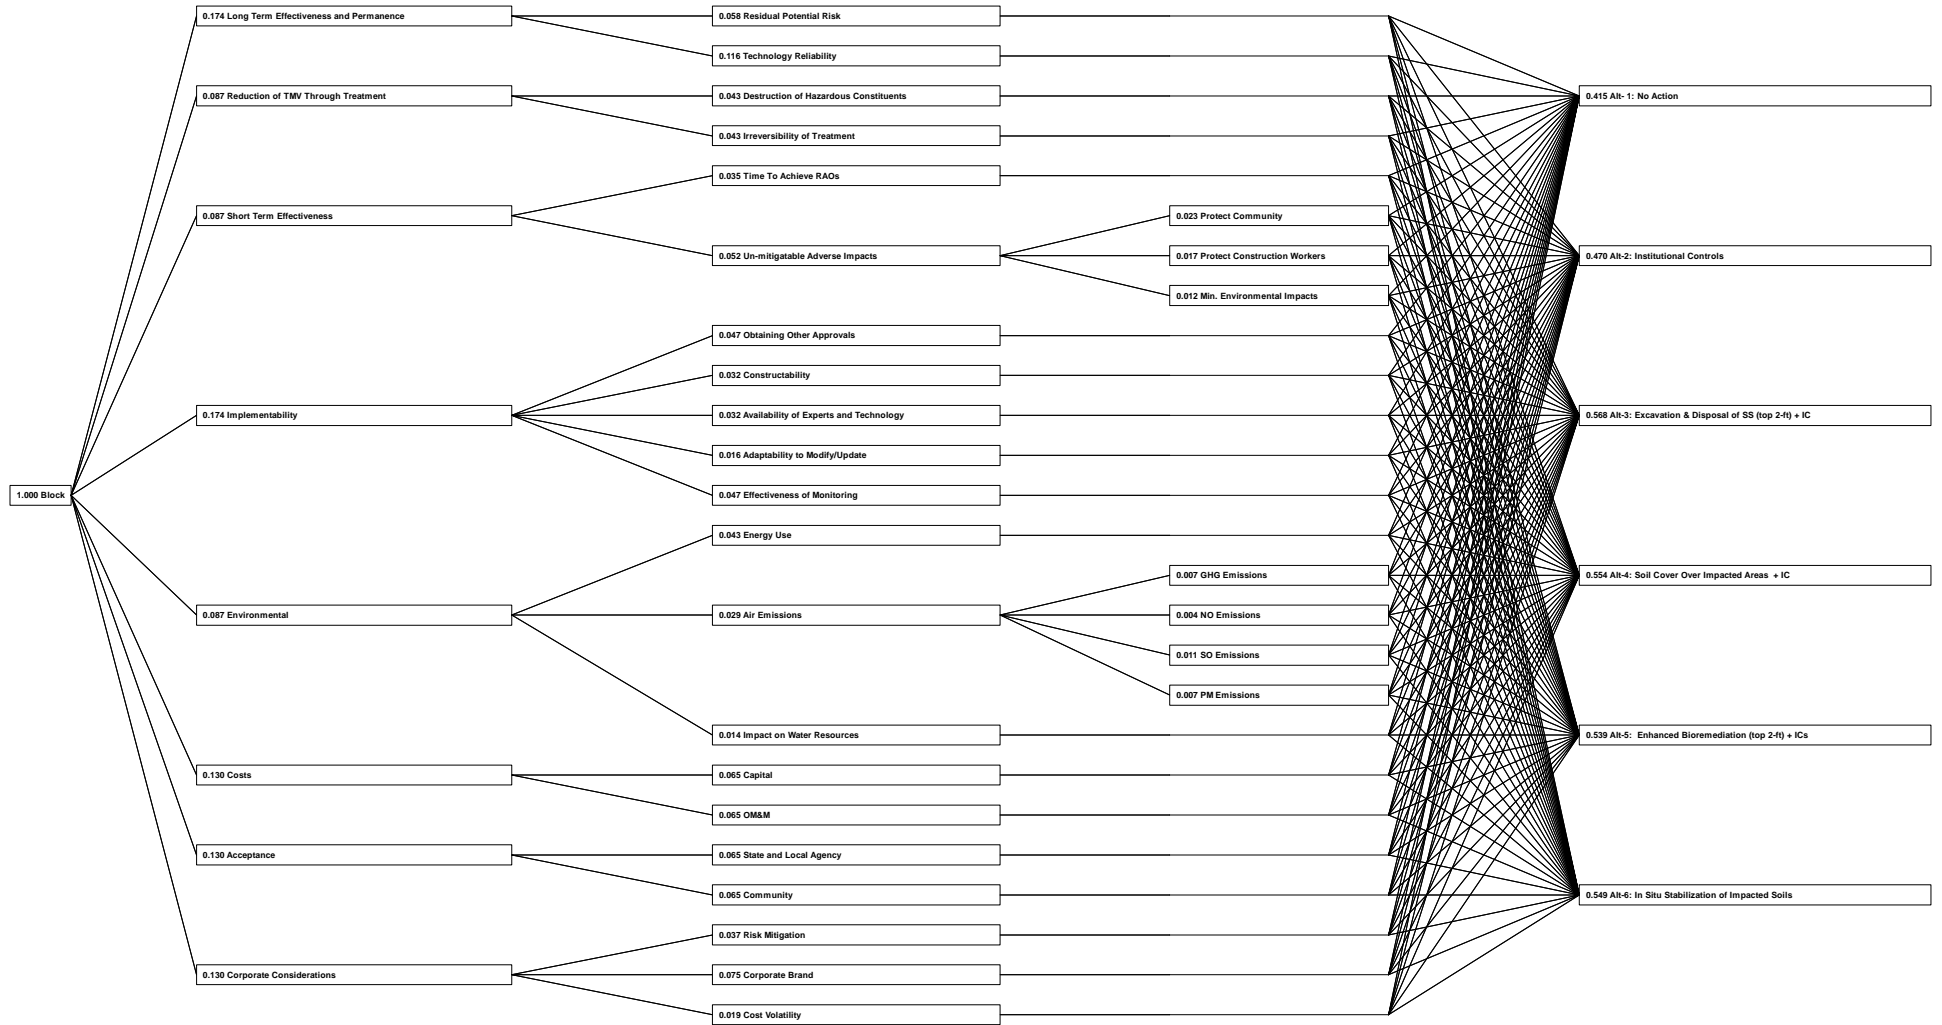 1.000 Block
0.174 Long Term Effectiveness and Permanence
0.087 Reduction of TMV Through Treatment
0.087 Short Term Effectiveness
0.174 Implementability
0.087 Environmental
0.130 Costs
0.130 Acceptance
0.130 Corporate Considerations
0.058 Residual Potential Risk
0.116 Technology Reliability
0.043 Destruction of Hazardous Constituents
0.043 Irreversibility of Treatment
0.035 Time To Achieve RAOs
0.052 Un-mitigatable Adverse Impacts
0.047 Obtaining Other Approvals
0.032 Constructability
0.032 Availability of Experts and Technology
0.016 Adaptability to Modify/Update
0.047 Effectiveness of Monitoring
0.043 Energy Use
0.029 Air Emissions
0.014 Impact on Water Resources
0.065 Capital
0.065 OM&M
0.065 State and Local Agency
0.065 Community
0.037 Risk Mitigation
0.075 Corporate Brand
0.019 Cost Volatility
0.023 Protect Community
0.017 Protect Construction Workers
0.012 Min. Environmental Impacts
0.007 GHG Emissions
0.004 NO Emissions
0.011 SO Emissions
0.007 PM Emissions
0.415 Alt- 1: No Action
0.470 Alt-2: Institutional Controls
0.568 Alt-3: Excavation & Disposal of SS (top 2-ft) + IC
0.554 Alt-4: Soil Cover Over Impacted Areas + IC
0.539 Alt-5: Enhanced Bioremediation (top 2-ft) + ICs
0.549 Alt-6: In Situ Stabilization of Impacted Soils